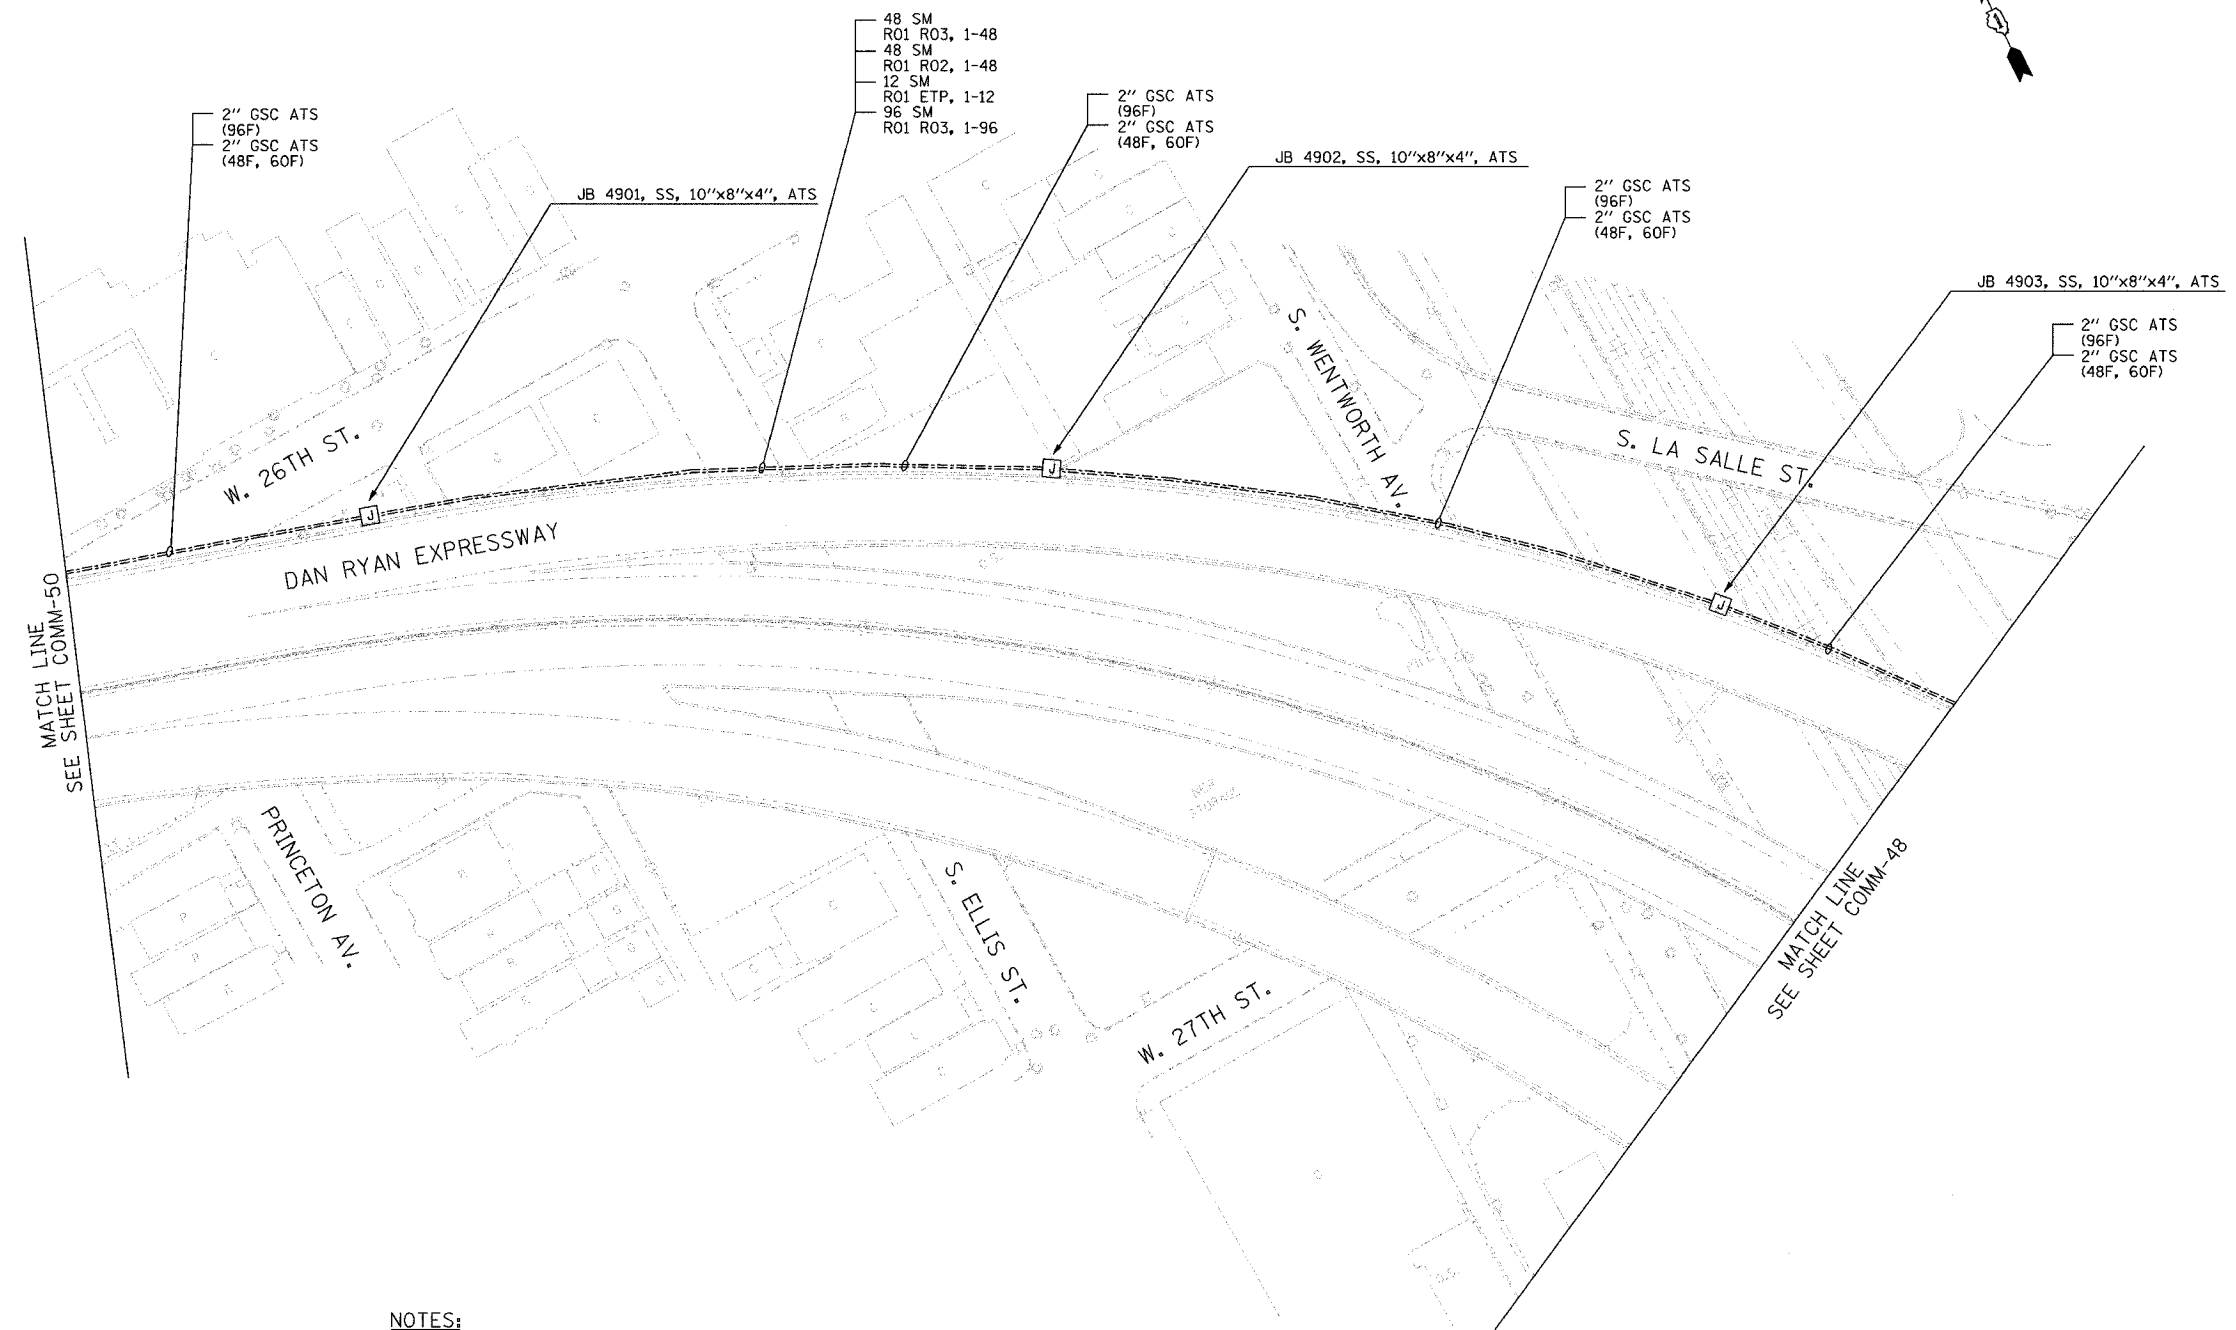 48 SM
R01 R03, 1-48
48 SM
R01 R02, 1-48
12 SM
R01 ETP, 1-12
96 SM
R01 R03, 1-96
2" GSC ATS
(96F)
2" GSC ATS
(48F, 60F)
2" GSC ATS
(96F)
2" GSC ATS
(48F, 60F)
JB 4901, SS, 10"x8"x4", ATS
JB 4902, SS, 10"x8"x4", ATS
2" GSC ATS
(96F)
2" GSC ATS
(48F, 60F)
JB 4903, SS, 10"x8"x4", ATS
2" GSC ATS
(96F)
2" GSC ATS
(48F, 60F)
W. 26TH ST.
S. WENTWORTH AV.
S. LA SALLE ST.
J
J
J
DAN RYAN EXPRESSWAY
MATCH LINE
SEE SHEET COMM-50
PRINCETON AV.
S. ELLIS ST.
W. 27TH ST.
MATCH LINE
SEE SHEET COMM-48
NOTES: